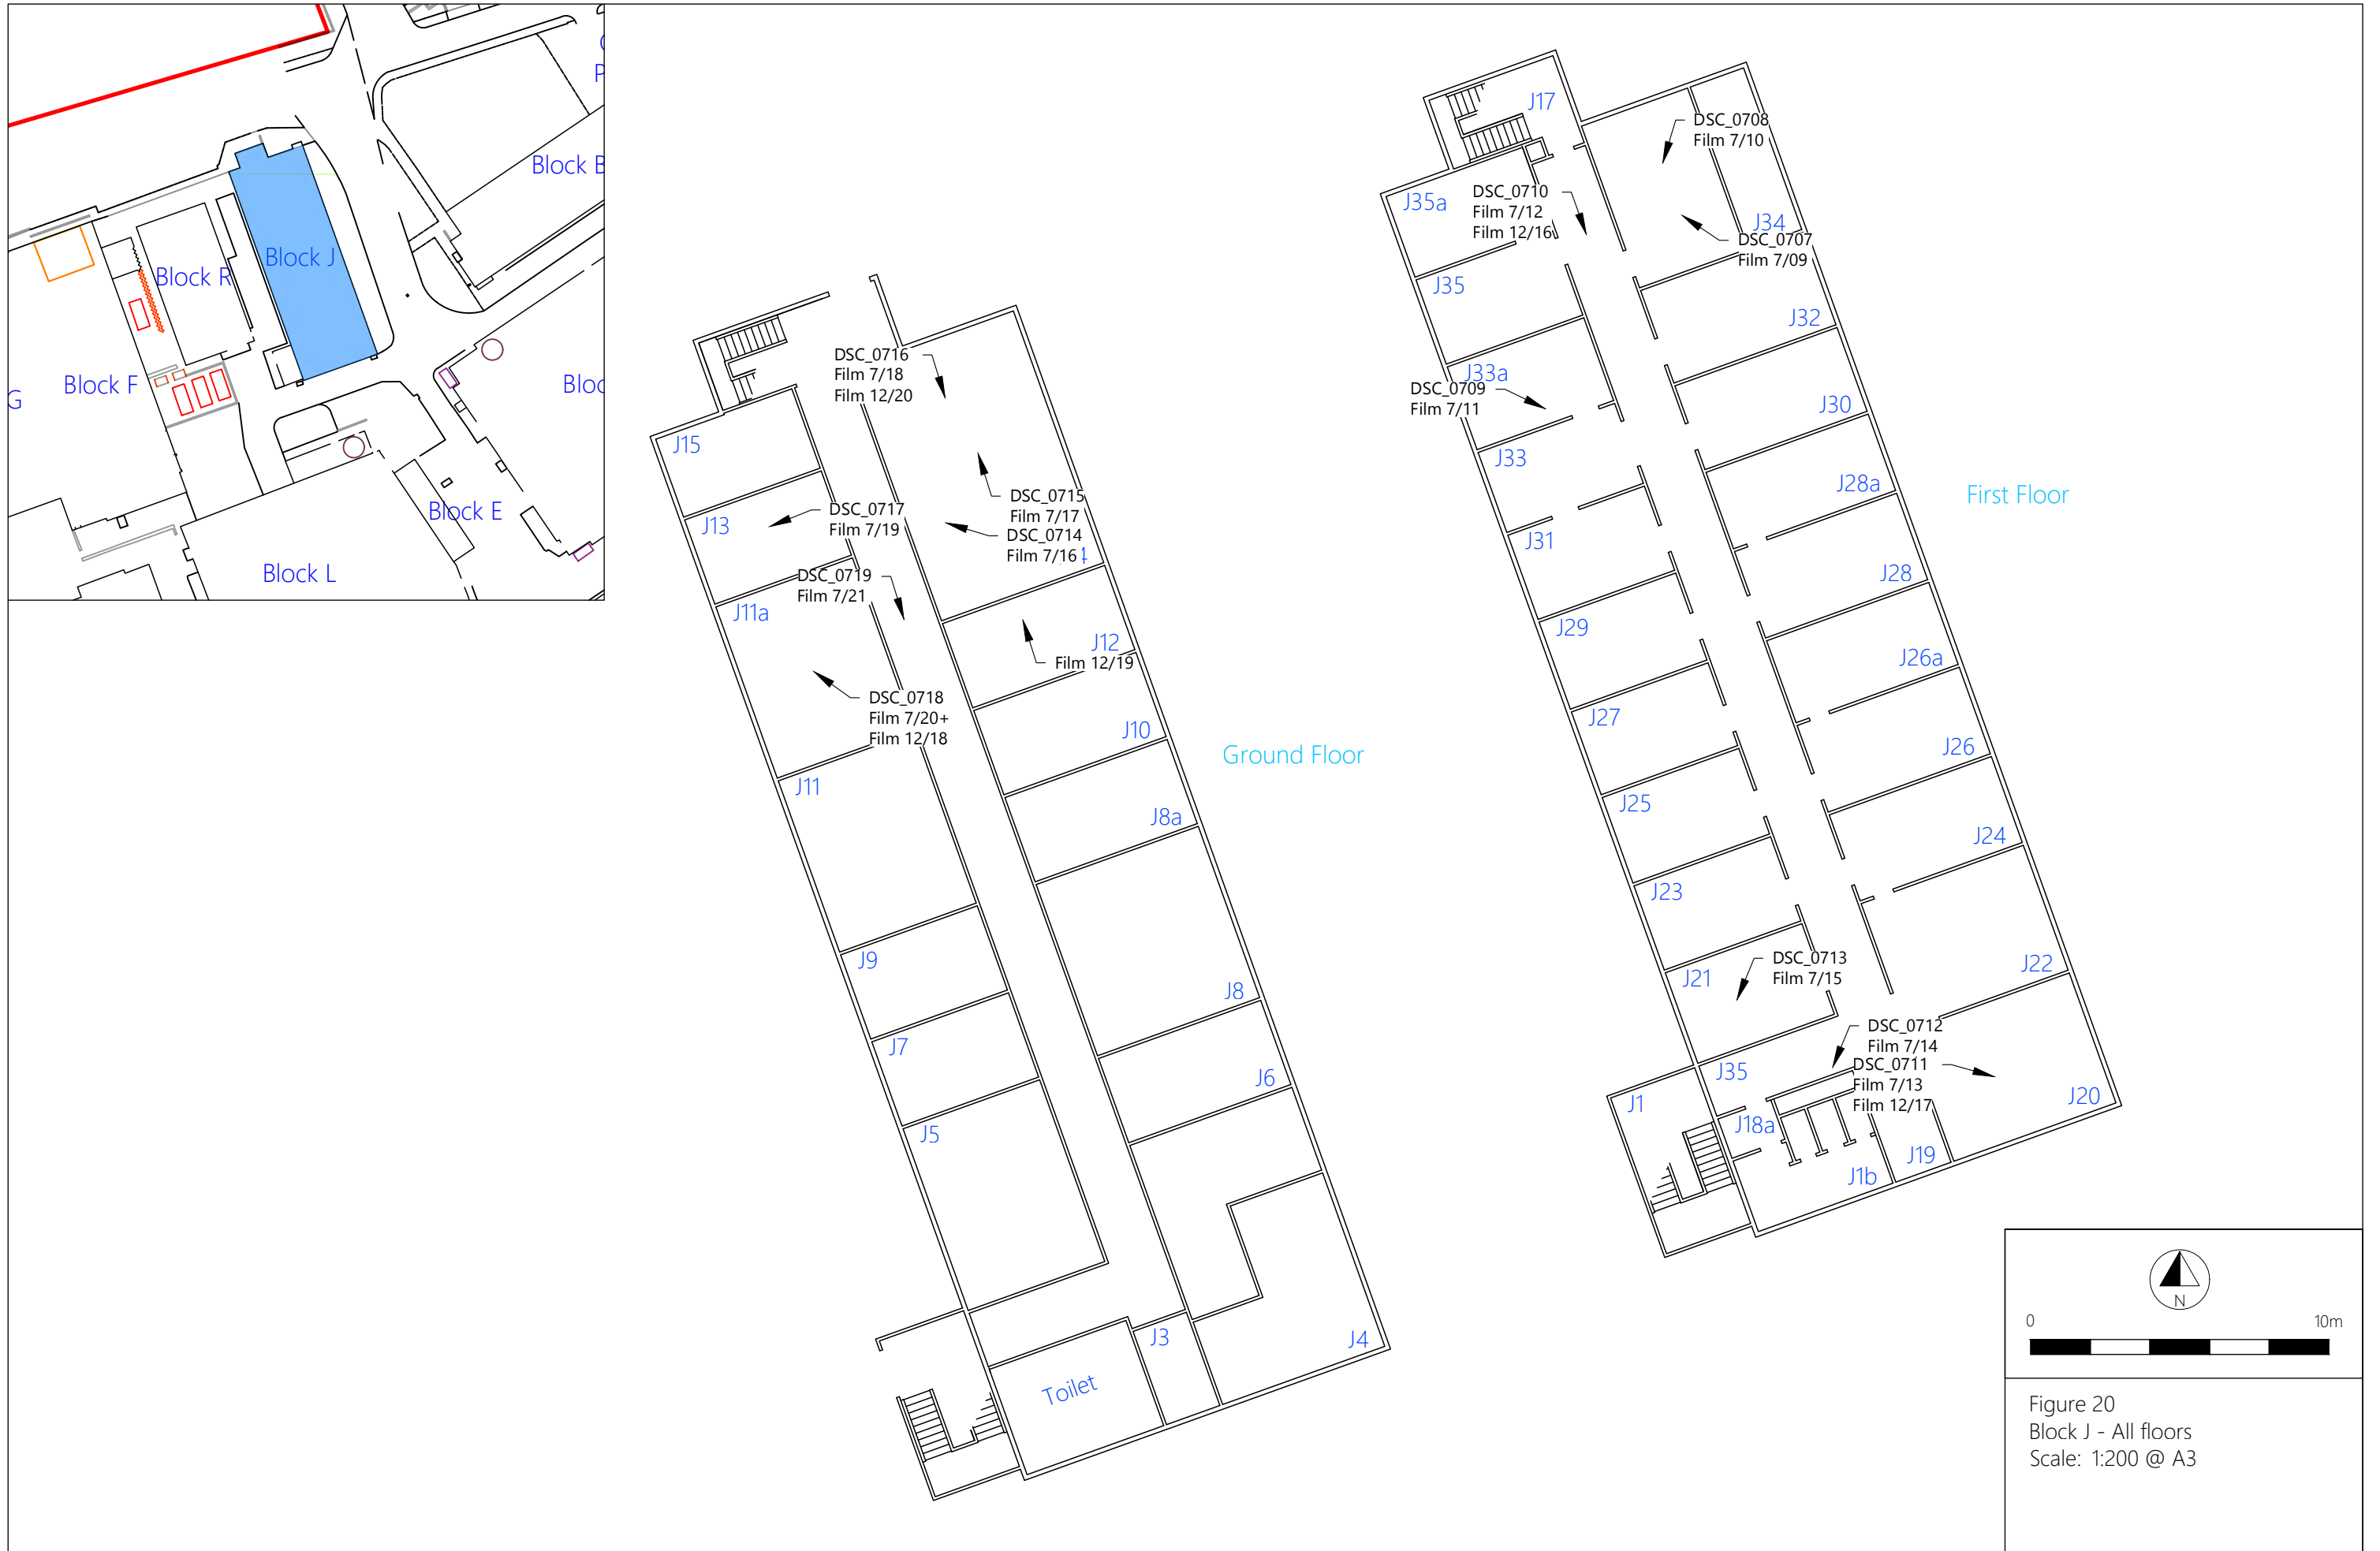 Block B
Block J
Block R
Block F
G
Block E
Block L
J17
DSC_0708
Film 7/10
J35a
DSC_0710
Film 7/12
Film 12/16
J34
DSC_0707
Film 7/09
J35
J32
J33a
DSC_0709
Film 7/11
J30
J33
J28a
J31
J28
J29
J26a
J27
J26
J25
J24
J23
J22
J21
DSC_0713
Film 7/15
DSC_0712
Film 7/14
J35
DSC_0711
Film 7/13
Film 12/17
J20
J1
J18a
J19
J1b
First Floor
DSC_0716
Film 7/18
Film 12/20
J15
DSC_0715
Film 7/17
DSC_0717
Film 7/19
J13
DSC_0714
Film 7/16
DSC_0719
Film 7/21
J11a
J12
Film 12/19
DSC_0718
Film 7/20+
Film 12/18
J10
J11
J8a
J9
J8
J7
J6
J5
J3
J4
Toilet
Ground Floor
N
0
10m
Figure 20
Block J - All floors
Scale: 1:200 @ A3